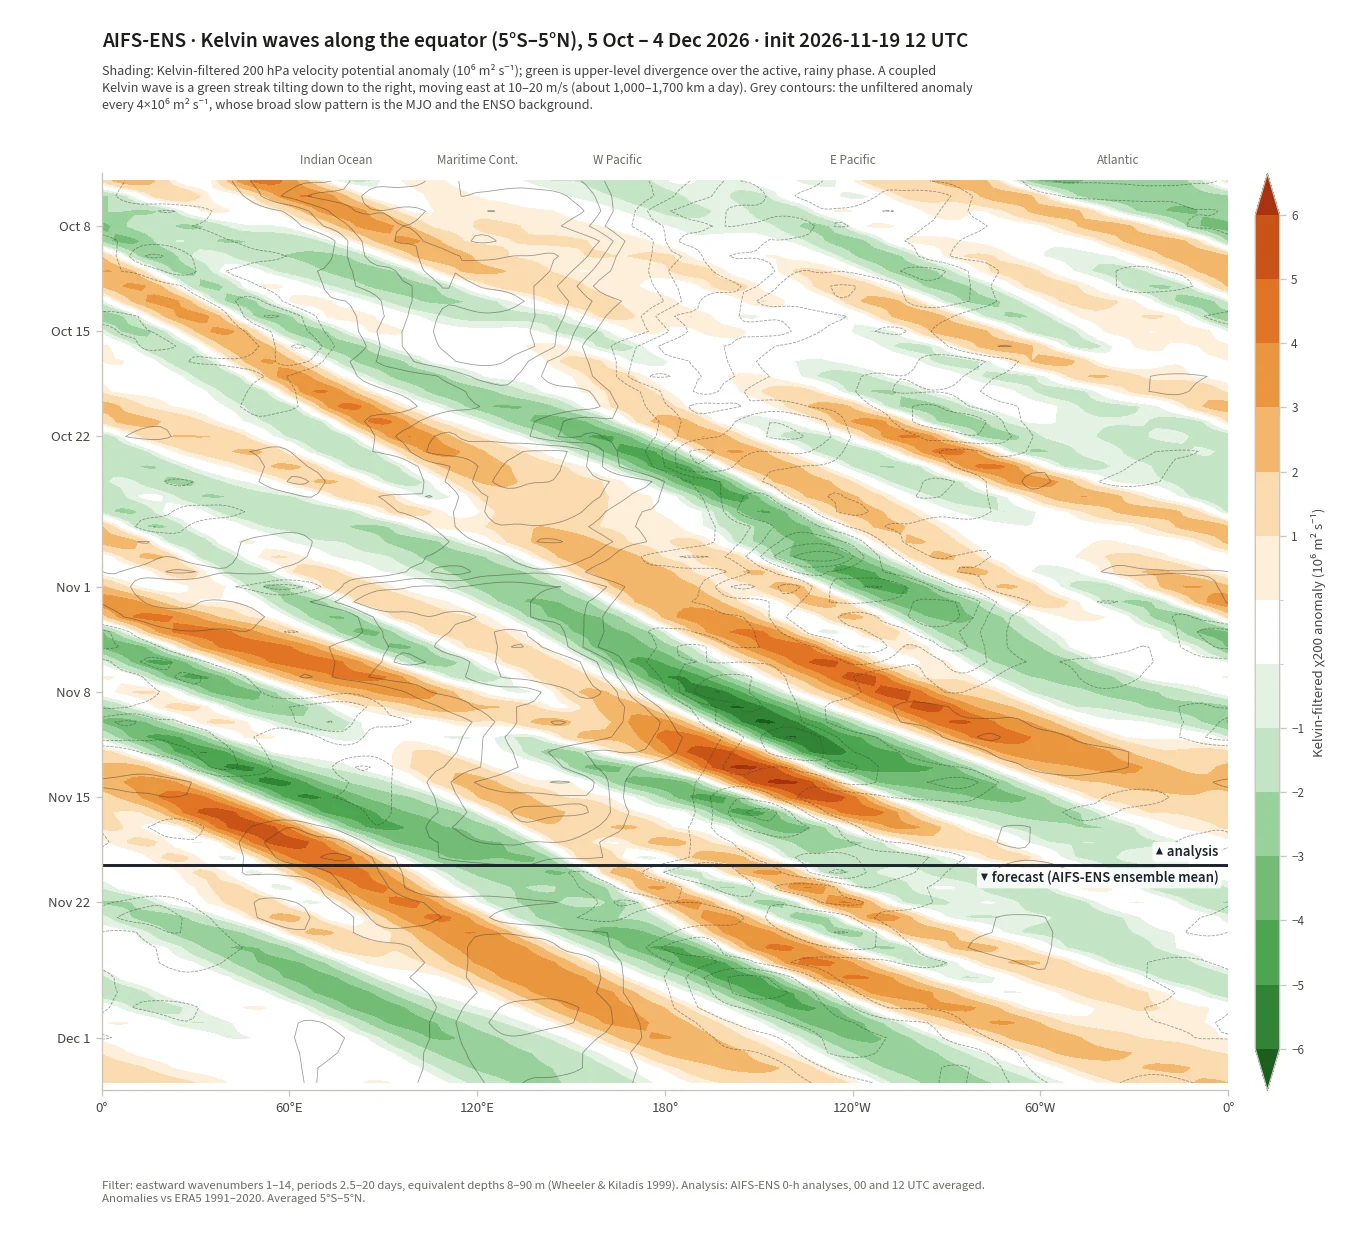 AIFS-ENS · Kelvin waves along the equator (5°S–5°N), 5 Oct – 4 Dec 2026 · init 2026-11-19 12 UTC
Shading: Kelvin-filtered 200 hPa velocity potential anomaly (10⁶ m² s⁻¹); green is upper-level divergence over the active, rainy phase. A coupled
Kelvin wave is a green streak tilting down to the right, moving east at 10–20 m/s (about 1,000–1,700 km a day). Grey contours: the unfiltered anomaly
every 4×10⁶ m² s⁻¹, whose broad slow pattern is the MJO and the ENSO background.
Indian Ocean Maritime Cont. W Pacific E Pacific Atlantic
Oct 8
Oct 15
Oct 22
Nov 1
Nov 8
Nov 15
Nov 22
Dec 1
▲ analysis
▼ forecast (AIFS-ENS ensemble mean)
0° 60°E 120°E 180° 120°W 60°W 0°
6
5
4
3
2
1
−1
−2
−3
−4
−5
−6
Kelvin-filtered χ200 anomaly (10⁶ m² s⁻¹)
Filter: eastward wavenumbers 1–14, periods 2.5–20 days, equivalent depths 8–90 m (Wheeler & Kiladis 1999). Analysis: AIFS-ENS 0-h analyses, 00 and 12 UTC averaged.
Anomalies vs ERA5 1991–2020. Averaged 5°S–5°N.